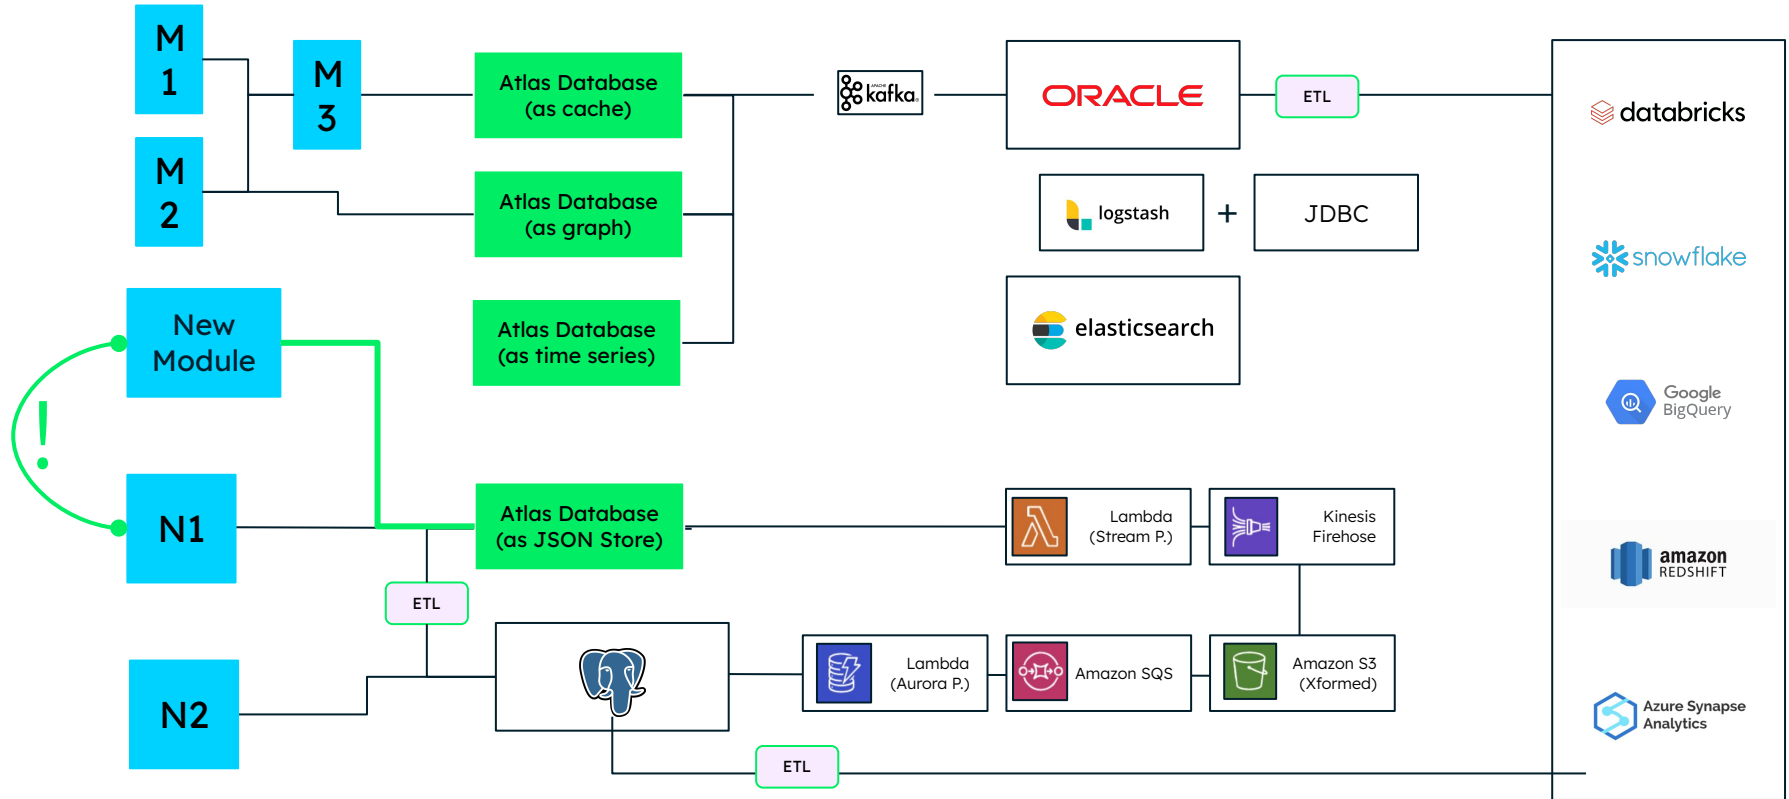 M
1
M
3
M
2
Atlas Database
(as cache)
APACHE
kafka
ORACLE
ETL
databricks
Atlas Database
(as graph)
logstash
+
JDBC
snowflake
New
Module
Atlas Database
(as time series)
elasticsearch
Google
BigQuery
!
N1
Atlas Database
(as JSON Store)
Lambda
(Stream P.)
Kinesis
Firehose
amazon
REDSHIFT
ETL
N2
Lambda
(Aurora P.)
Amazon SQS
Amazon S3
(Xformed)
Azure Synapse
Analytics
ETL